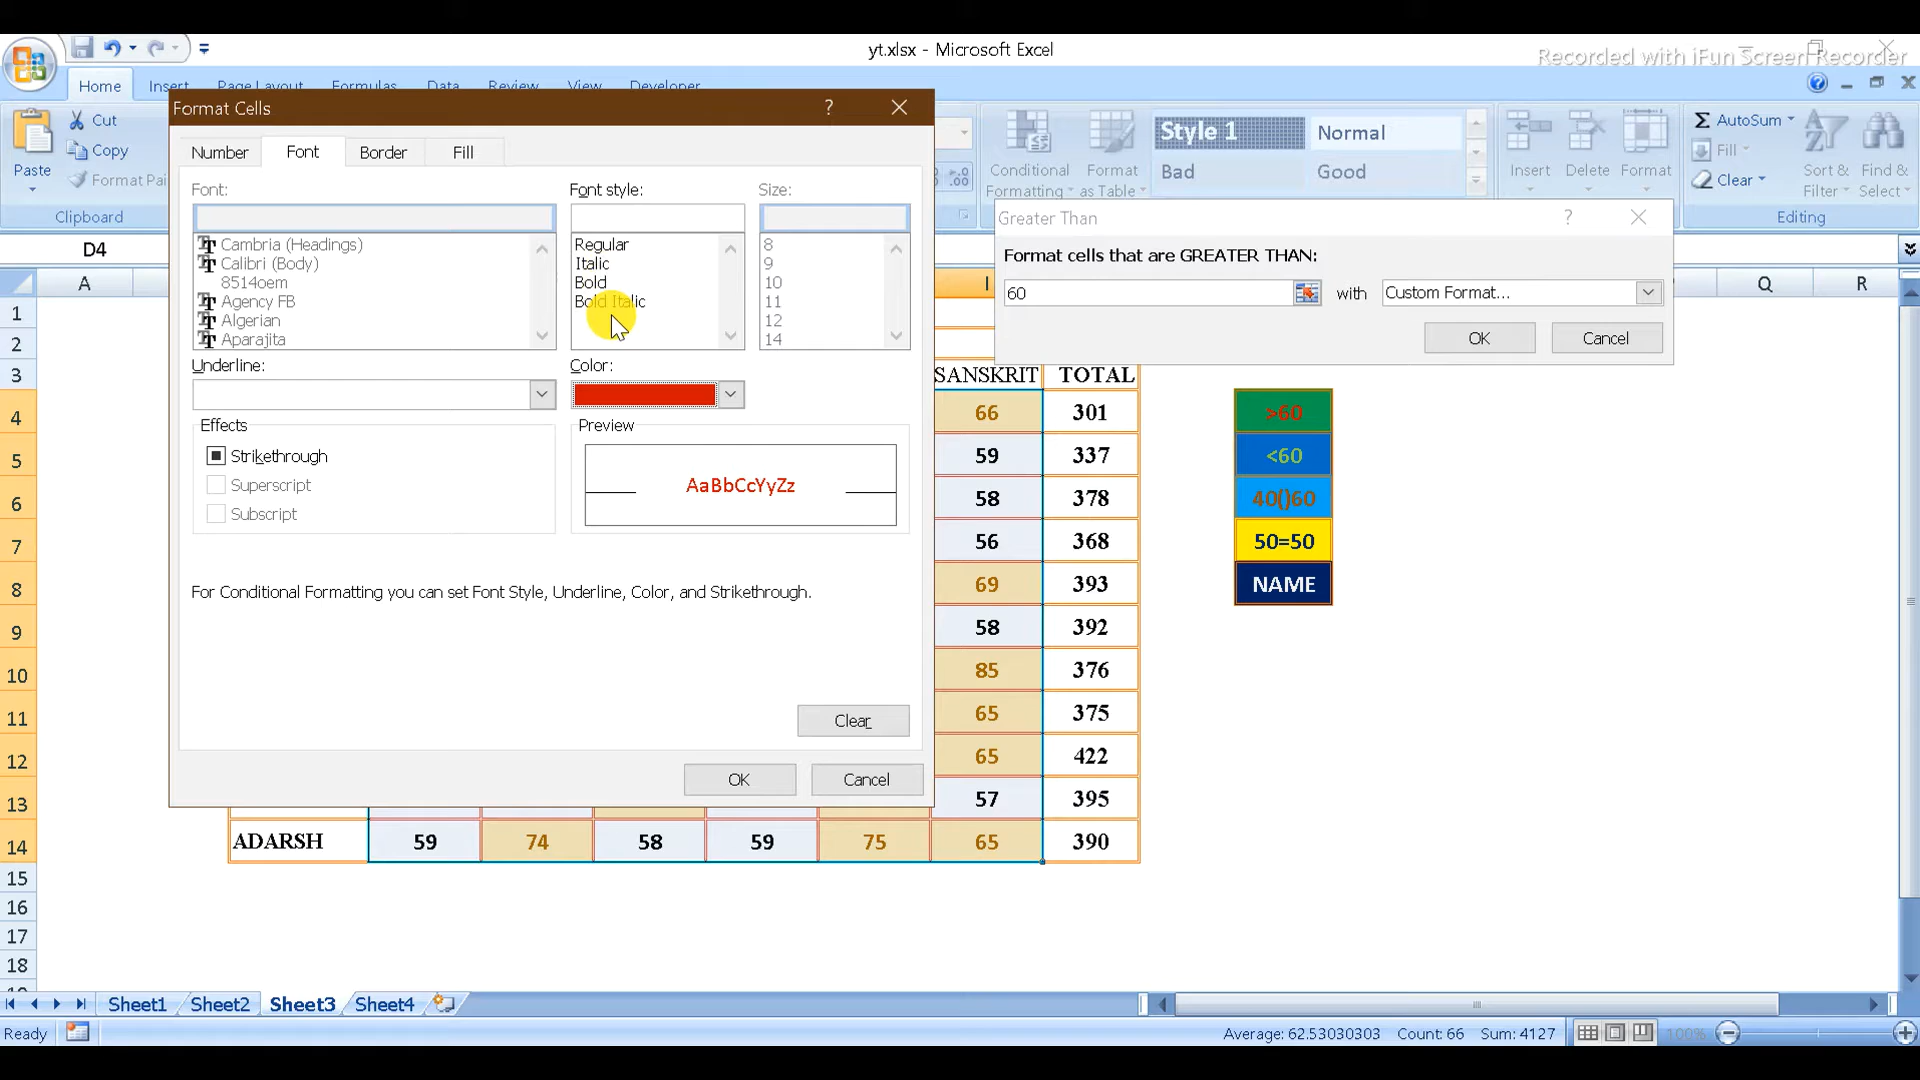 yt.xlsx - Microsoft Excel
Recorded with iFun Screen Recorder
Home Insert Page Layout Formulas Data Review View Developer
Cut
Copy
Format Pai
Paste
Clipboard
Conditional Formatting
Format as Table
Style 1
Normal
Bad
Good
Insert
Delete
Format
AutoSum
Fill
Clear
Sort & Filter
Find & Select
Editing
D4
Format Cells
?
Number Font Border Fill
Font:
Cambria (Headings)
Calibri (Body)
8514oem
Agency FB
Algerian
Aparajita
Font style:
Regular
Italic
Bold
Bold Italic
Size:
8
9
10
11
12
14
Underline:
Color:
Effects
Strikethrough
Superscript
Subscript
Preview
AaBbCcYyZz
For Conditional Formatting you can set Font Style, Underline, Color, and Strikethrough.
Clear
OK Cancel
Greater Than
?
Format cells that are GREATER THAN:
60 with Custom Format...
OK Cancel
A I Q R
1
2
3 SANSKRIT TOTAL
4 66 301 >60
5 59 337 <60
6 58 378 40()60
7 56 368 50=50
8 69 393 NAME
9 58 392
10 85 376
11 65 375
12 65 422
13 57 395
14 ADARSH 59 74 58 59 75 65 390
15
16
17
18
Sheet1 Sheet2 Sheet3 Sheet4
Ready Average: 62.53030303 Count: 66 Sum: 4127 100%